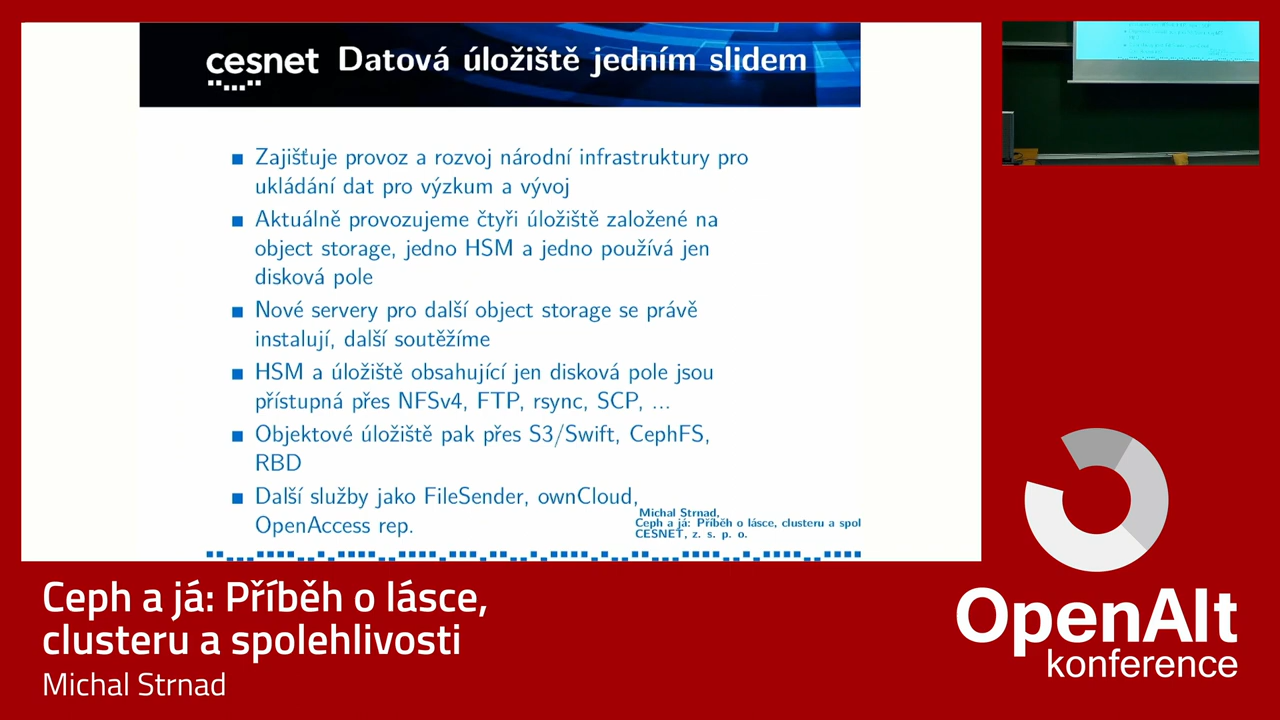 cesnet Datová úložiště jedním slidem
Zajišťuje provoz a rozvoj národní infrastruktury pro
ukládání dat pro výzkum a vývoj
Aktuálně provozujeme čtyři úložiště založené na
object storage, jedno HSM a jedno používá jen
disková pole
Nové servery pro další object storage se právě
instalují, další soutěžíme
HSM a úložiště obsahující jen disková pole jsou
přístupná přes NFSv4, FTP, rsync, SCP, ...
Objektové úložiště pak přes S3/Swift, CephFS,
RBD
Další služby jako FileSender, ownCloud,
OpenAccess rep.
Michal Strnad,
Ceph a já: Příběh o lásce, clusteru a spol
CESNET, z. s. p. o.
Ceph a já: Příběh o lásce,
clusteru a spolehlivosti
Michal Strnad
OpenAlt
konference